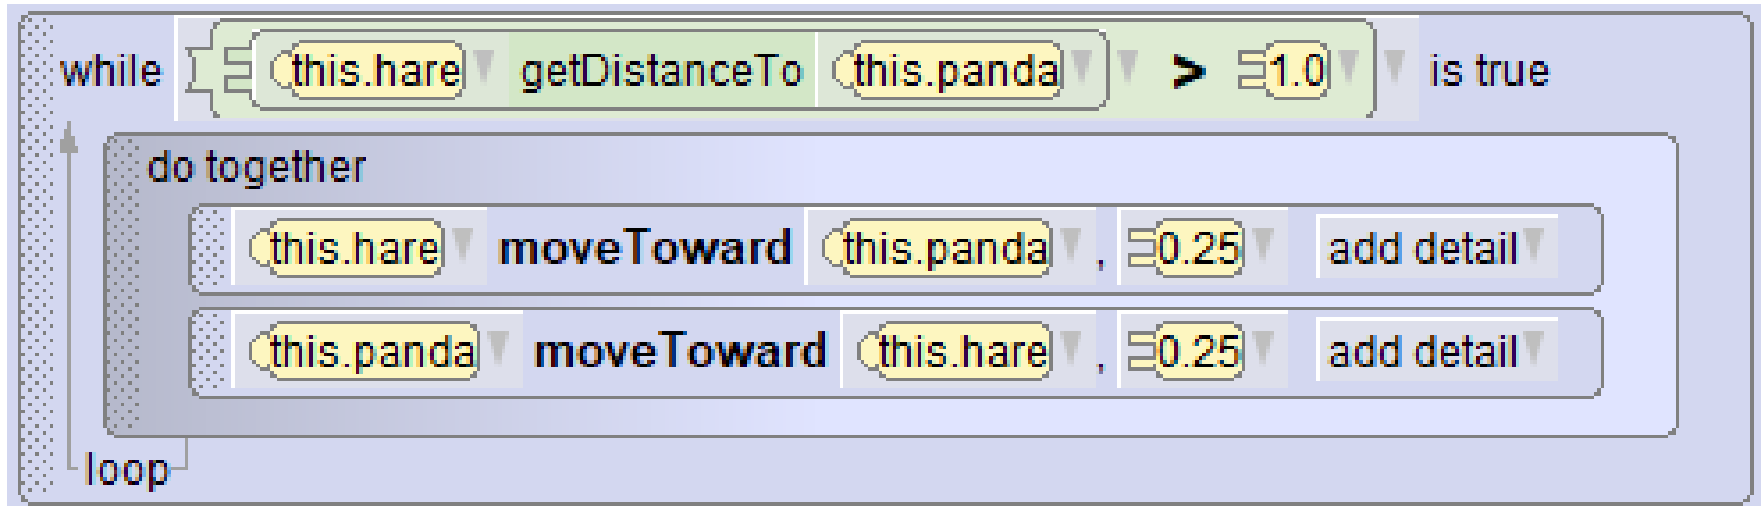 while this.hare getDistanceTo this.panda > 1.0 is true
do together
this.hare moveToward this.panda , 0.25 add detail
this.panda moveToward this.hare , 0.25 add detail
loop